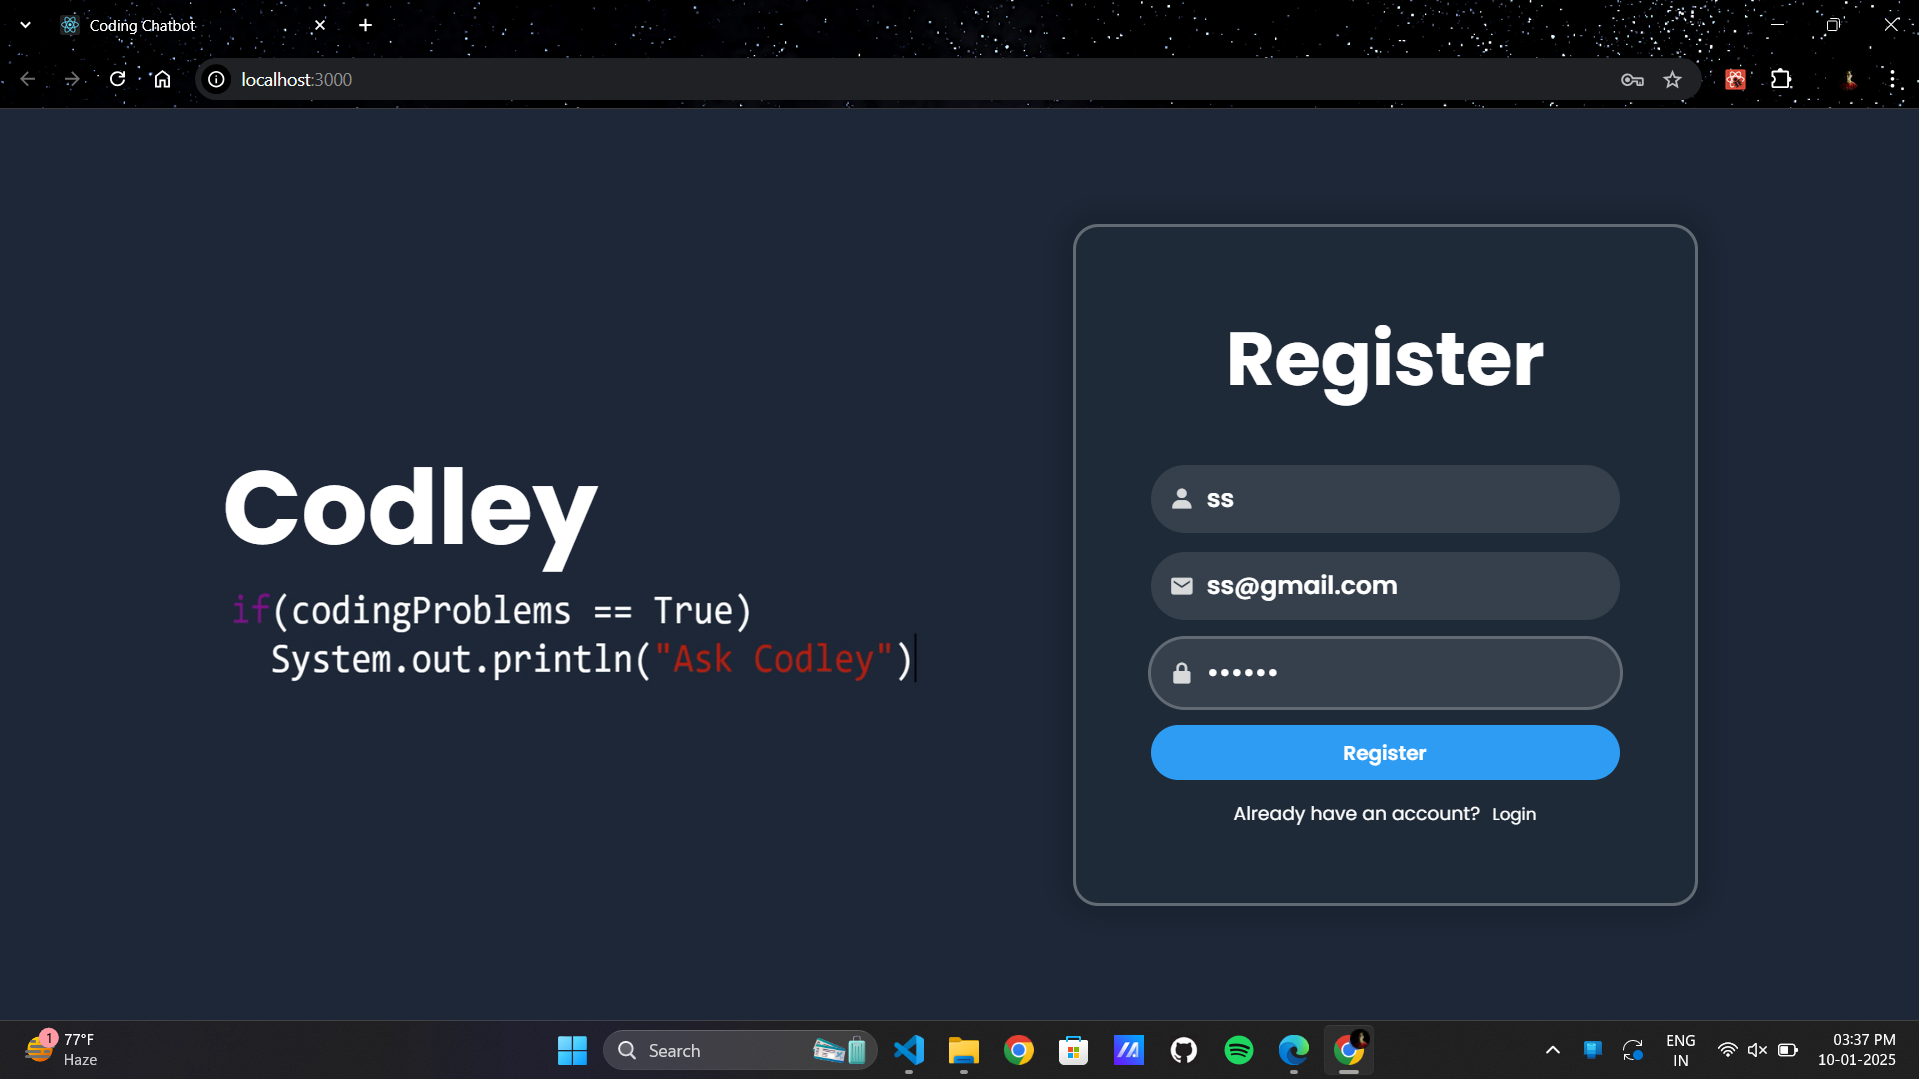 Coding Chatbot
localhost:3000
Register
Codley
if(codingProblems == True)
System.out.println("Ask Codley")
ss
ss@gmail.com
••••••
Register
Already have an account? Login
1
77°F
Haze
Search
ENG
IN
03:37 PM
10-01-2025